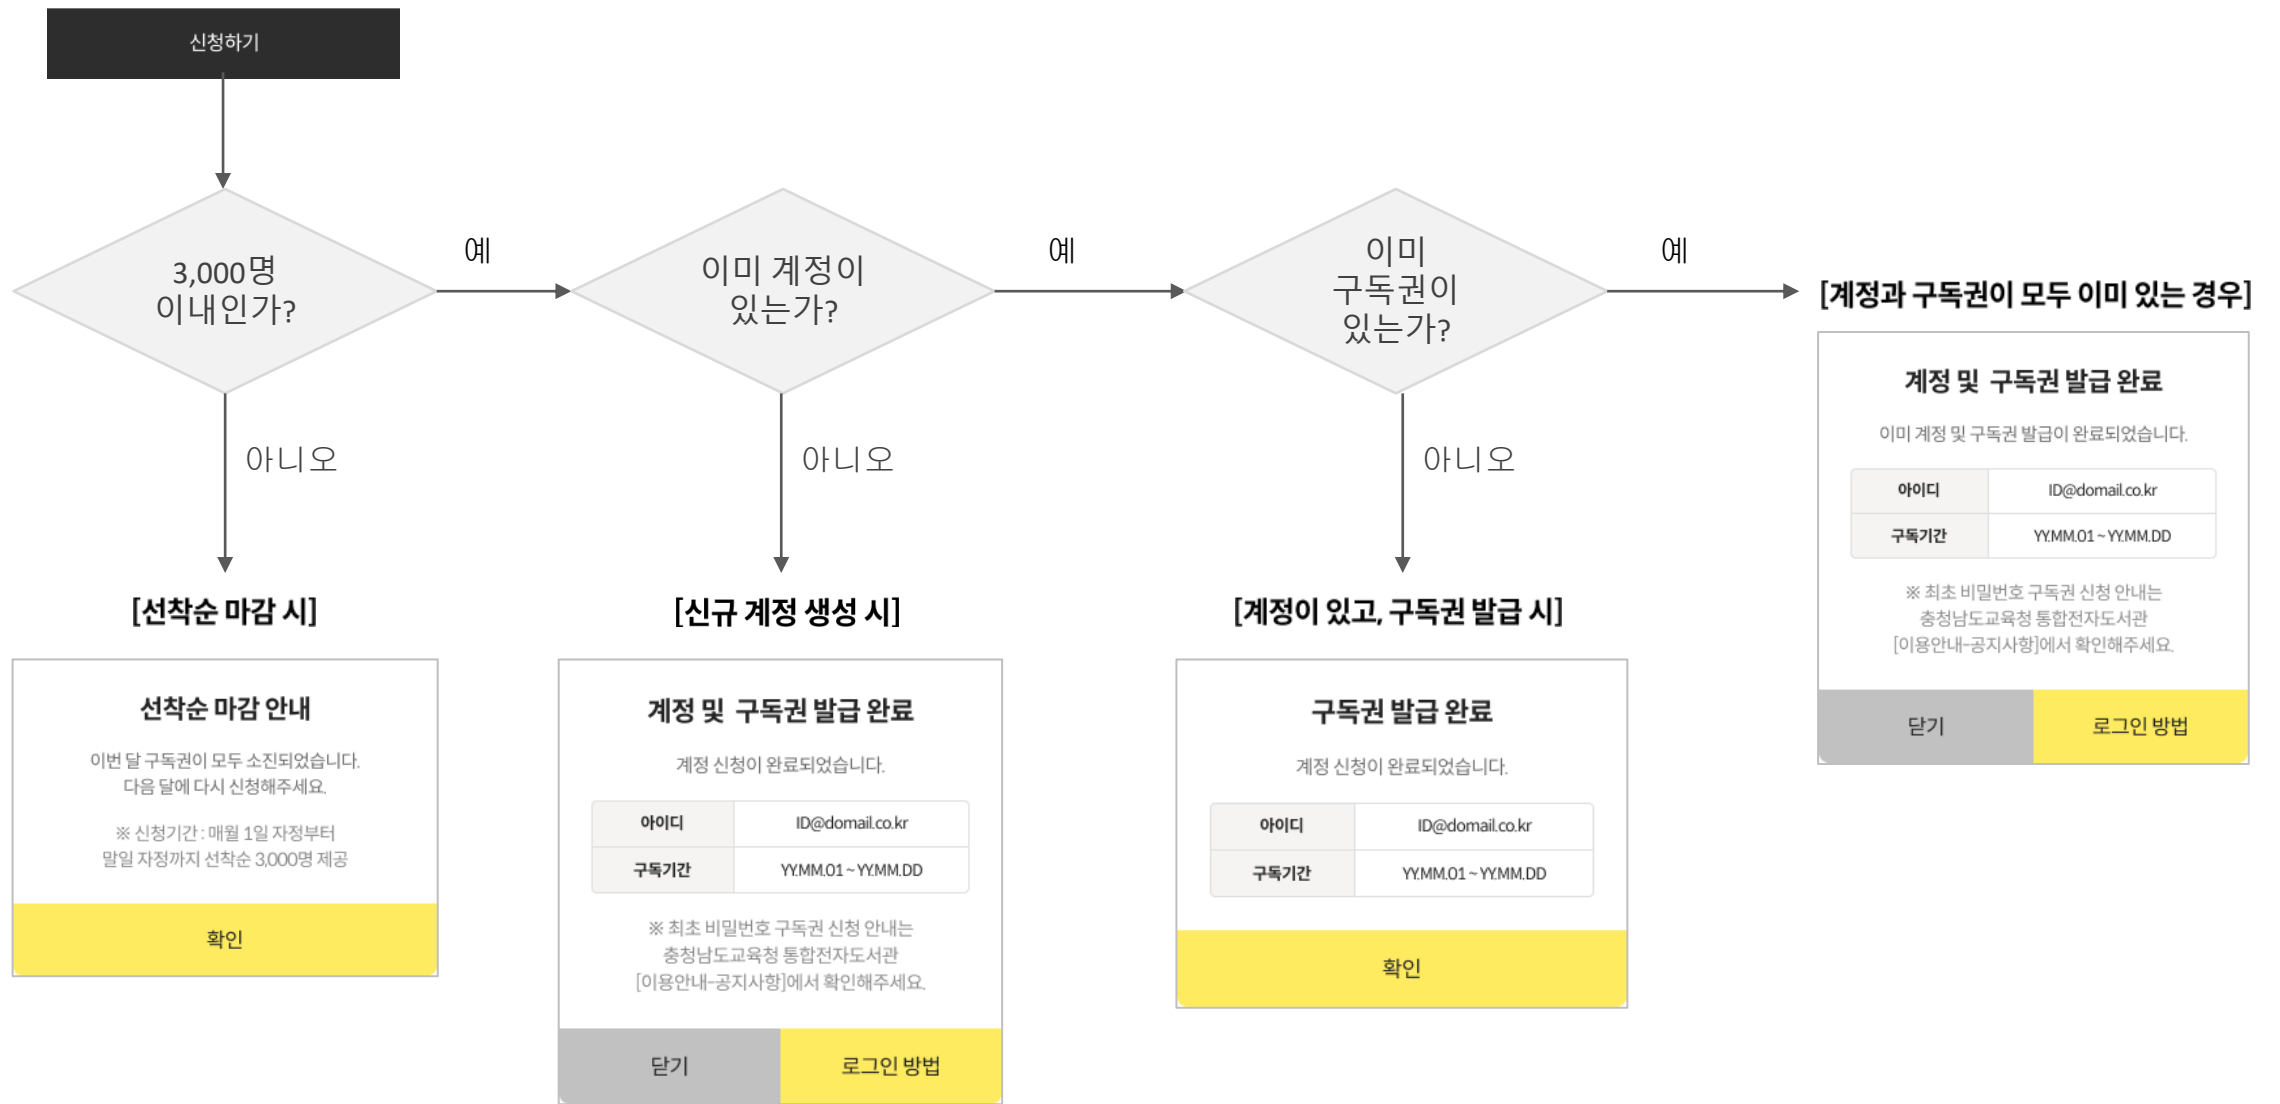 신청하기
3,000명
이내인가?
예
이미 계정이
있는가?
예
이미
구독권이
있는가?
예
아니오
아니오
아니오
[선착순 마감 시]
선착순 마감 안내
이번 달 구독권이 모두 소진되었습니다.
다음 달에 다시 신청해주세요.
※ 신청기간 : 매월 1일 자정부터
말일 자정까지 선착순 3,000명 제공
확인
[신규 계정 생성 시]
계정 및 구독권 발급 완료
계정 신청이 완료되었습니다.
아이디 ID@domail.co.kr
구독기간 YY.MM.01 ~ YY.MM.DD
※ 최초 비밀번호 구독권 신청 안내는
충청남도교육청 통합전자도서관
[이용안내-공지사항]에서 확인해주세요.
닫기 로그인 방법
[계정이 있고, 구독권 발급 시]
구독권 발급 완료
계정 신청이 완료되었습니다.
아이디 ID@domail.co.kr
구독기간 YY.MM.01 ~ YY.MM.DD
확인
[계정과 구독권이 모두 이미 있는 경우]
계정 및 구독권 발급 완료
이미 계정 및 구독권 발급이 완료되었습니다.
아이디 ID@domail.co.kr
구독기간 YY.MM.01 ~ YY.MM.DD
※ 최초 비밀번호 구독권 신청 안내는
충청남도교육청 통합전자도서관
[이용안내-공지사항]에서 확인해주세요.
닫기 로그인 방법